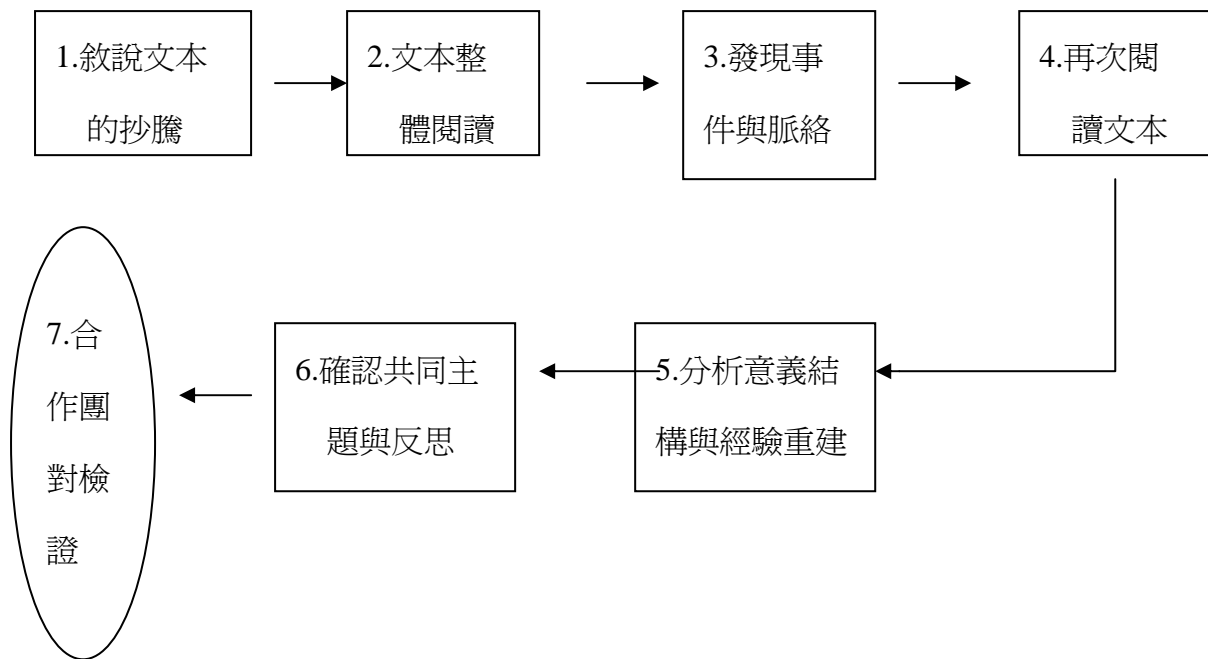 1.敘說文本
的抄騰
2.文本整
體閱讀
3.發現事
件與脈絡
4.再次閱
讀文本
5.分析意義結
構與經驗重建
6.確認共同主
題與反思
7.合
作團
對檢
證